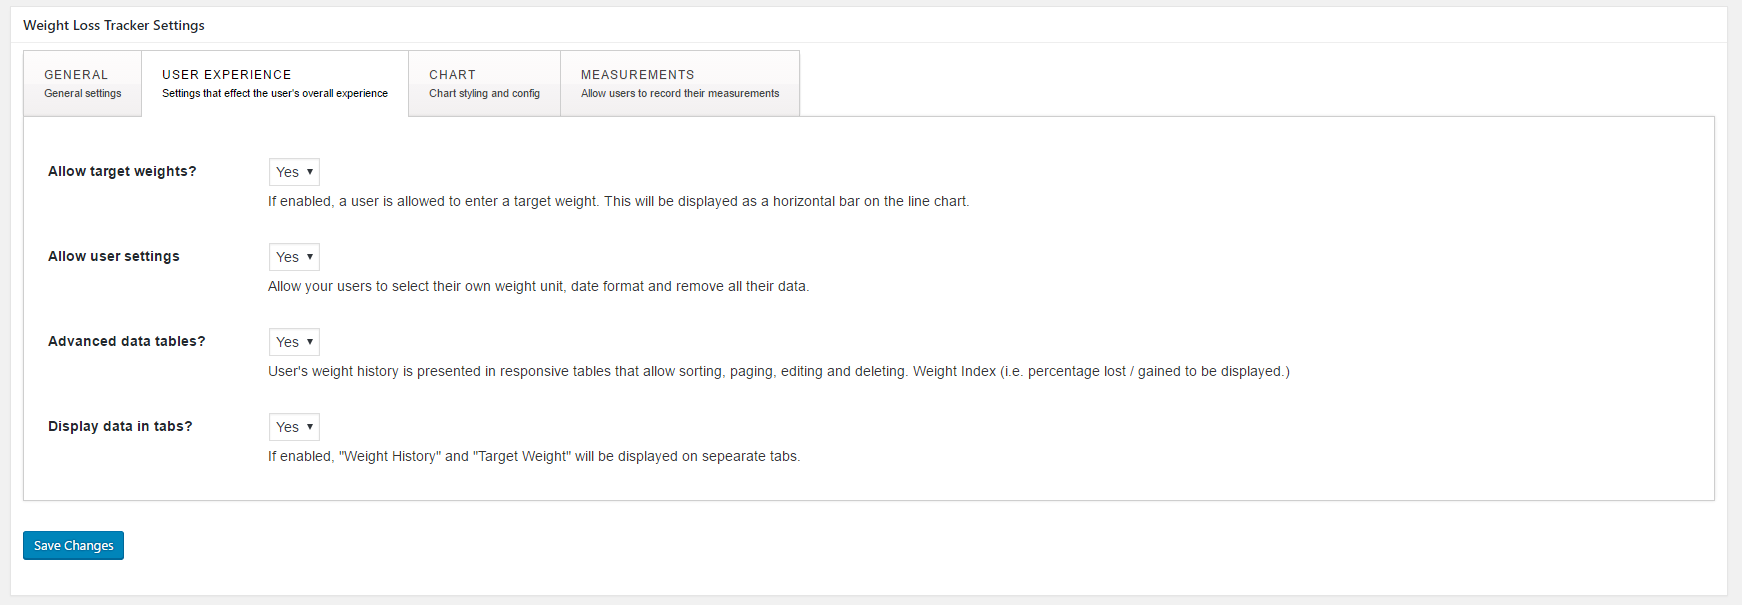 Weight Loss Tracker Settings
GENERAL
General settings
USER EXPERIENCE
Settings that effect the user's overall experience
CHART
Chart styling and config
MEASUREMENTS
Allow users to record their measurements
Allow target weights?
Yes
If enabled, a user is allowed to enter a target weight. This will be displayed as a horizontal bar on the line chart.
Allow user settings
Yes
Allow your users to select their own weight unit, date format and remove all their data.
Advanced data tables?
Yes
User's weight history is presented in responsive tables that allow sorting, paging, editing and deleting. Weight Index (i.e. percentage lost / gained to be displayed.)
Display data in tabs?
Yes
If enabled, "Weight History" and "Target Weight" will be displayed on sepearate tabs.
Save Changes